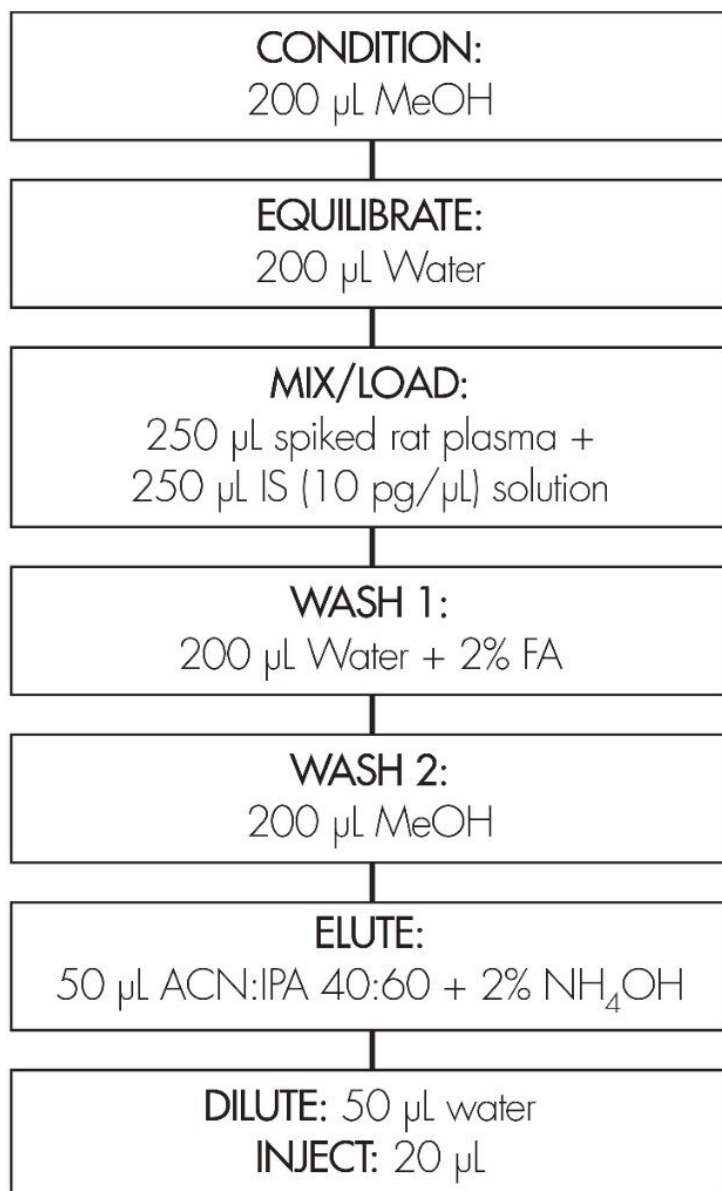 CONDITION:
200 µL MeOH
EQUILIBRATE:
200 µL Water
MIX/LOAD:
250 µL spiked rat plasma +
250 µL IS (10 pg/µL) solution
WASH 1:
200 µL Water + 2% FA
WASH 2:
200 µL MeOH
ELUTE:
50 µL ACN:IPA 40:60 + 2% NH₄OH
DILUTE: 50 µL water
INJECT: 20 µL